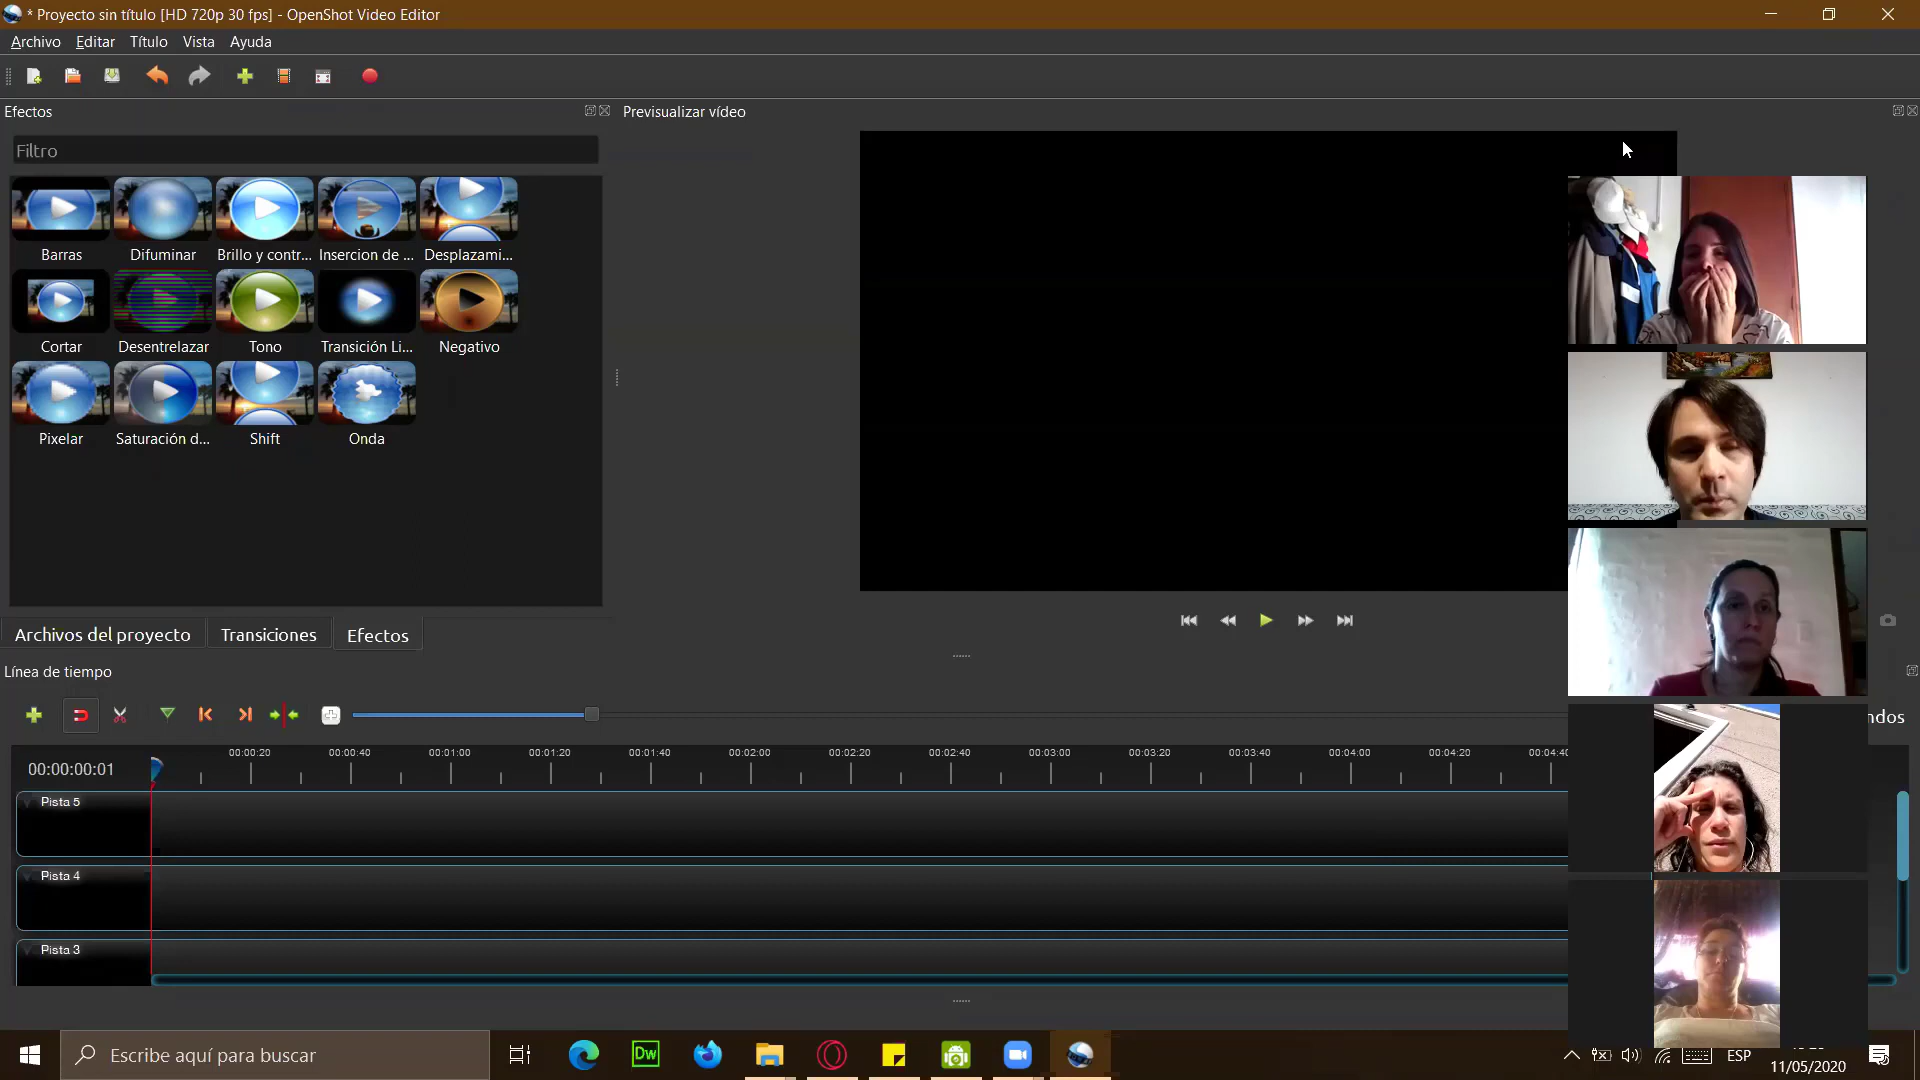 * Proyecto sin título [HD 720p 30 fps] - OpenShot Video Editor
Archivo Editar Título Vista Ayuda
Efectos
Previsualizar vídeo
Filtro
Barras Difuminar Brillo y contr... Insercion de ... Desplazami...
Cortar Desentrelazar Tono Transición Li... Negativo
Pixelar Saturación d... Shift Onda
Archivos del proyecto Transiciones Efectos
Línea de tiempo
ndos
00:00:00:01
00:00:20 00:00:40 00:01:00 00:01:20 00:01:40 00:02:00 00:02:20 00:02:40 00:03:00 00:03:20 00:03:40 00:04:00 00:04:20 00:04:40
Pista 5
Pista 4
Pista 3
Escribe aquí para buscar
Dw
ESP
11/05/2020